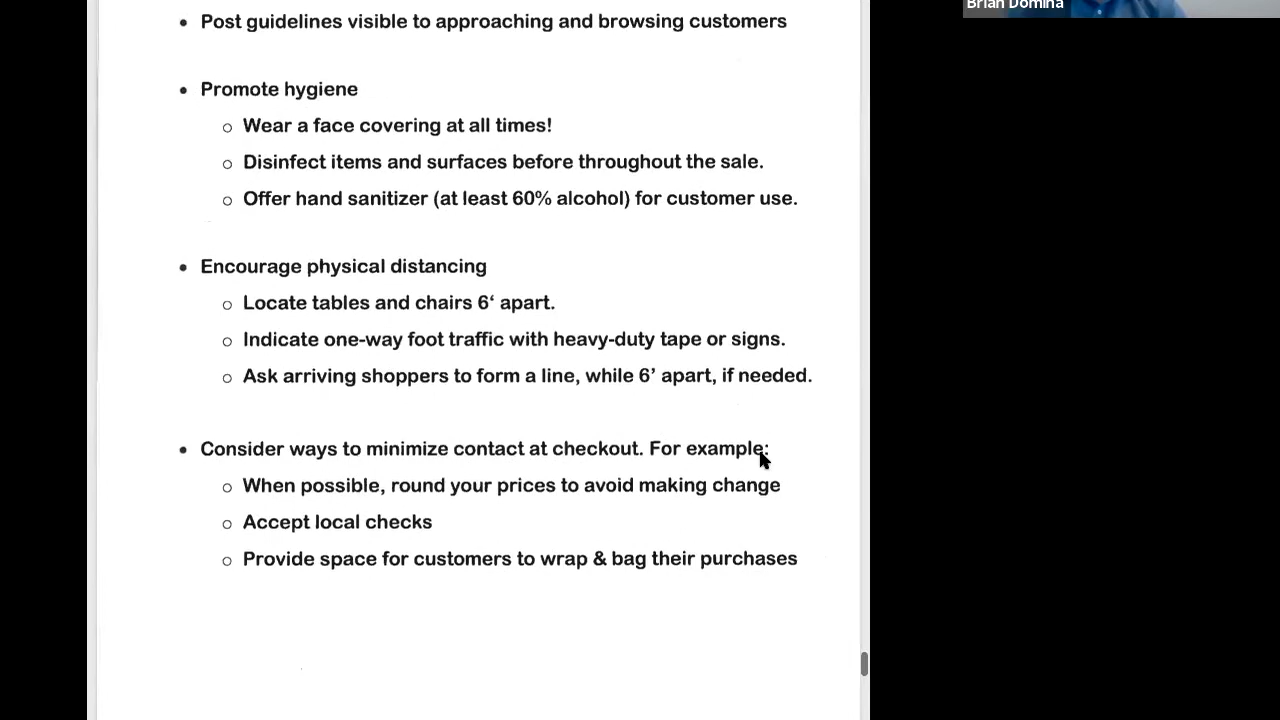 Brian Domina
• Post guidelines visible to approaching and browsing customers
• Promote hygiene
o Wear a face covering at all times!
o Disinfect items and surfaces before throughout the sale.
o Offer hand sanitizer (at least 60% alcohol) for customer use.
• Encourage physical distancing
o Locate tables and chairs 6‘ apart.
o Indicate one-way foot traffic with heavy-duty tape or signs.
o Ask arriving shoppers to form a line, while 6’ apart, if needed.
• Consider ways to minimize contact at checkout. For example:
o When possible, round your prices to avoid making change
o Accept local checks
o Provide space for customers to wrap & bag their purchases